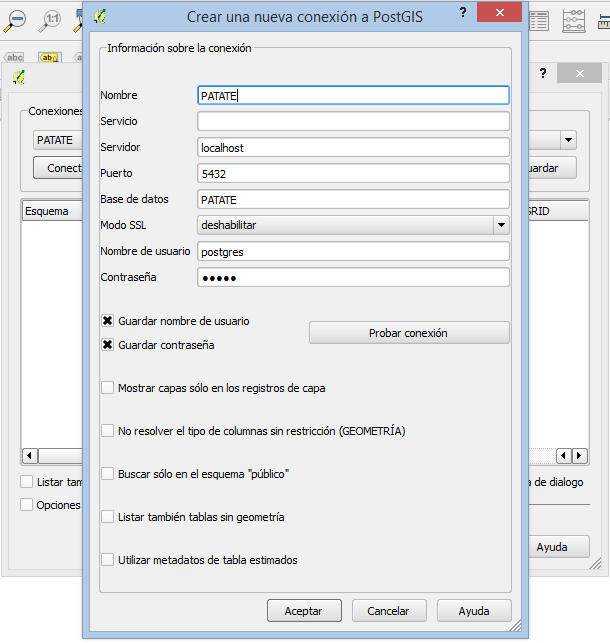 Crear una nueva conexión a PostGIS
?
1:1
abc
abc
Información sobre la conexión
?
Conexiones
Nombre
PATATE
Servicio
PATATE
Servidor
localhost
Conect
Puerto
5432
uardar
Base de datos
PATATE
Esquema
SRID
Modo SSL
deshabilitar
Nombre de usuario
postgres
Contraseña
●●●●●
Guardar nombre de usuario
Probar conexión
Guardar contraseña
Mostrar capas sólo en los registros de capa
No resolver el tipo de columnas sin restricción (GEOMETRÍA)
Buscar sólo en el esquema "público"
Listar tam
a de dialogo
Opciones
Listar también tablas sin geometría
Ayuda
Utilizar metadatos de tabla estimados
Aceptar
Cancelar
Ayuda